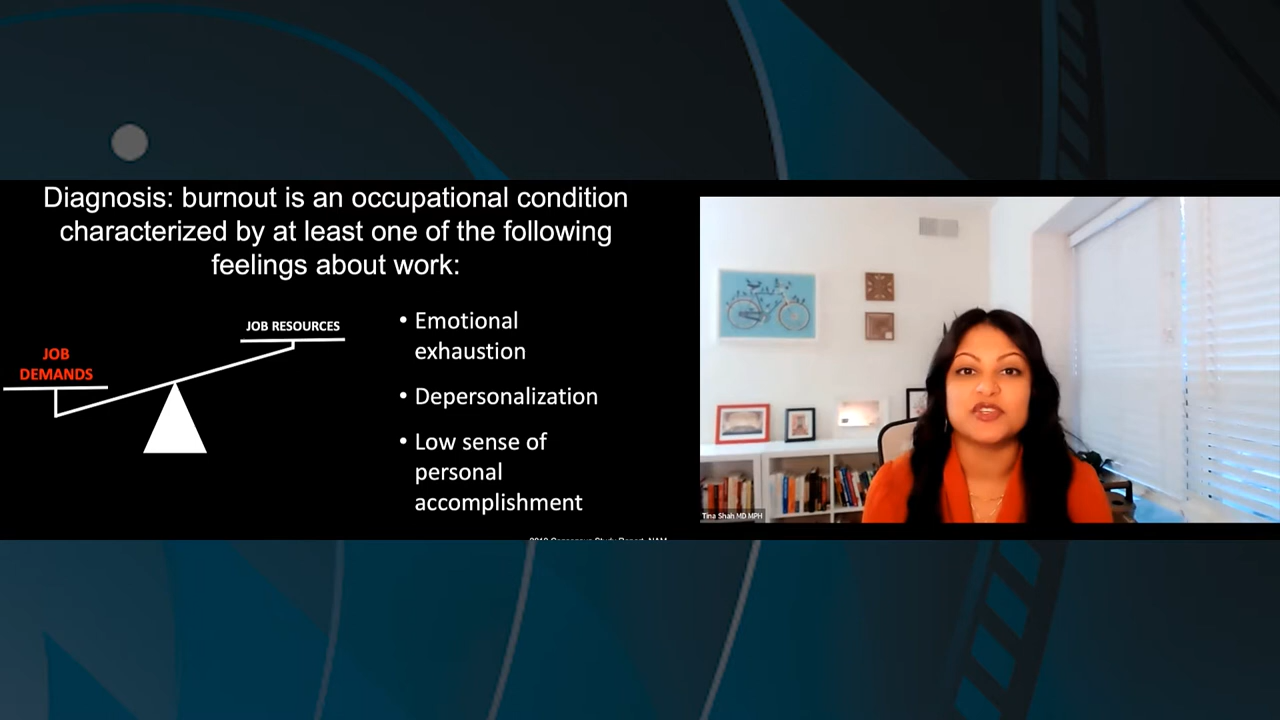 Diagnosis: burnout is an occupational condition
characterized by at least one of the following
feelings about work:
JOB RESOURCES
JOB
DEMANDS
• Emotional
exhaustion
• Depersonalization
• Low sense of
personal
accomplishment
Tina Shah MD MPH